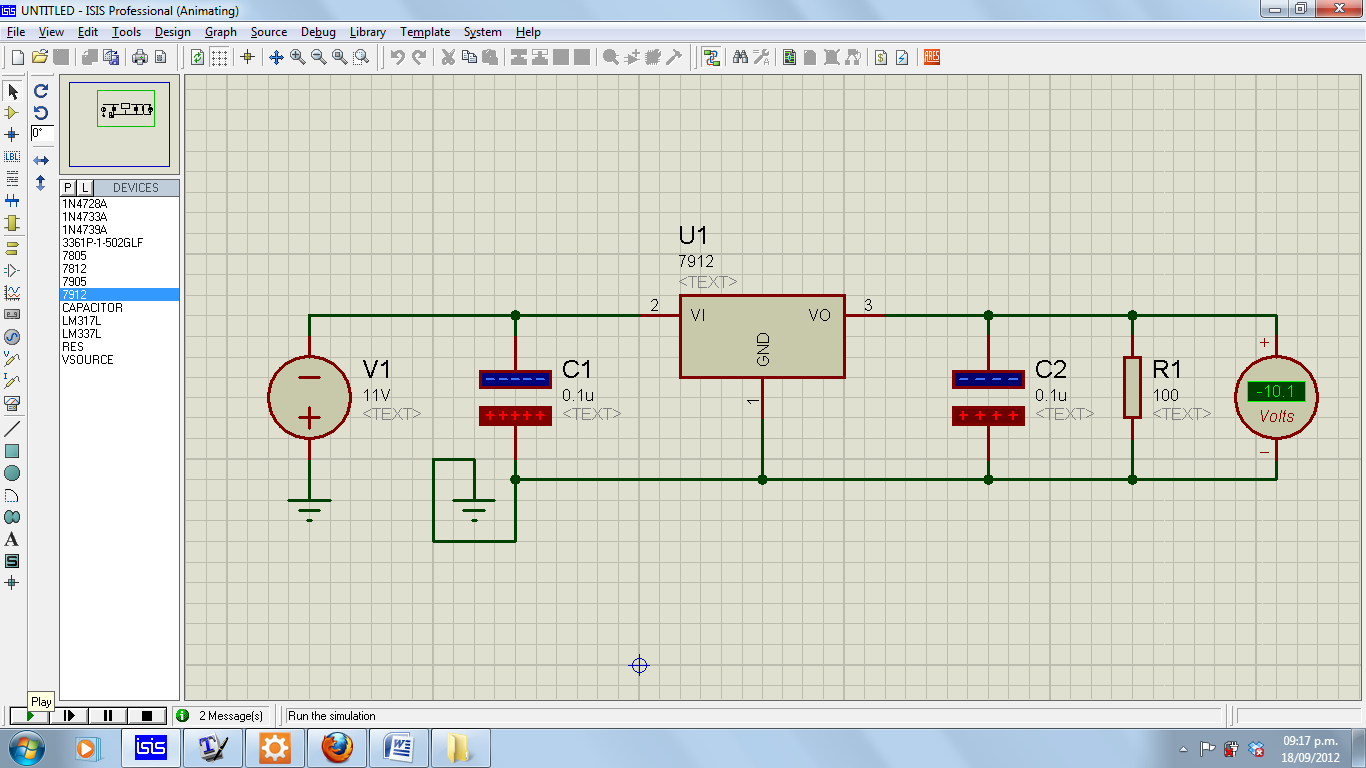 UNTITLED - ISIS Professional (Animating)
File View Edit Tools Design Graph Source Debug Library Template System Help
ARES
0°
LBL
P L DEVICES
1N4728A
1N4733A
1N4739A
3361P-1-502GLF
7805
7812
7905
7912
CAPACITOR
LM317L
LM337L
RES
VSOURCE
A
S
U1
7912
<TEXT>
2 VI VO 3
GND
1
V1
11V
<TEXT>
C1
0.1u
<TEXT>
C2
0.1u
<TEXT>
R1
100
<TEXT>
+
-10.1
Volts
−
Play
2 Message(s) Run the simulation
isis
09:17 p.m.
18/09/2012